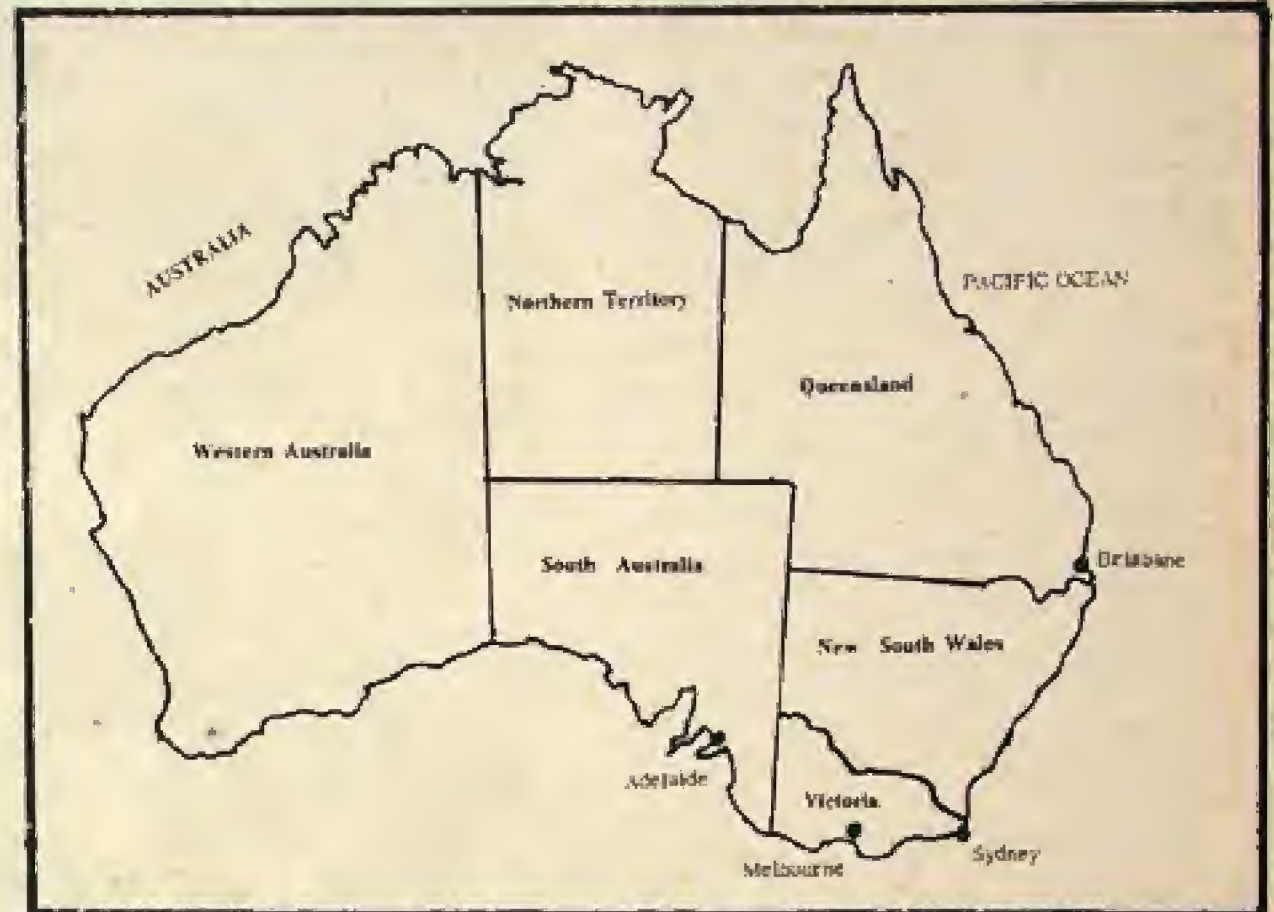 AUSTRALIA
Northern Territory
PACIFIC OCEAN
Queensland
Western Australia
South Australia
Brisbane
New South Wales
Adelaide
Victoria
Melbourne
Sydney